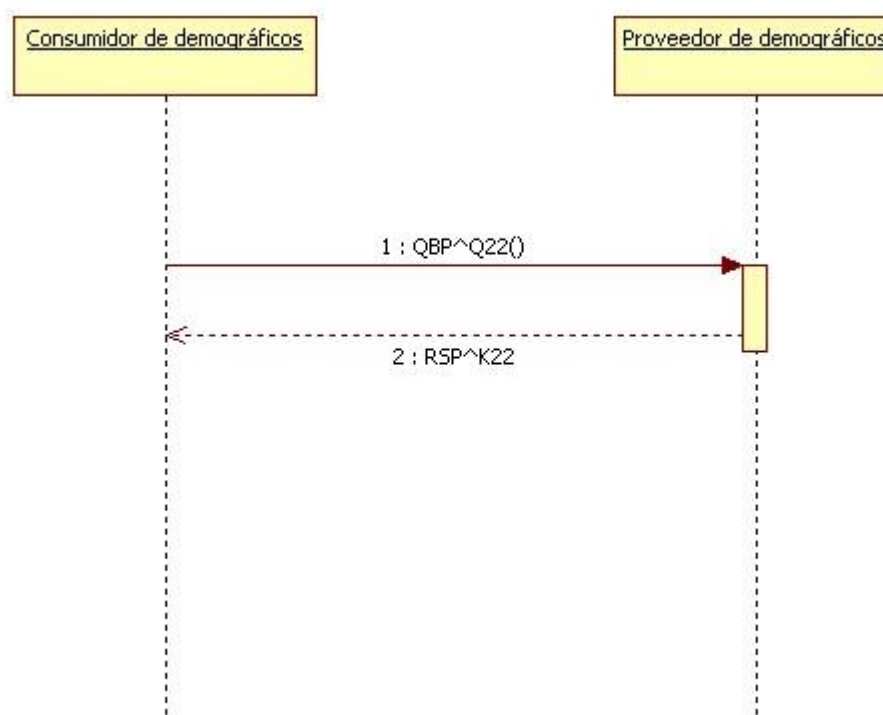 Consumidor de demográficos
Proveedor de demográficos
1 : QBP^Q22()
2 : RSP^K22